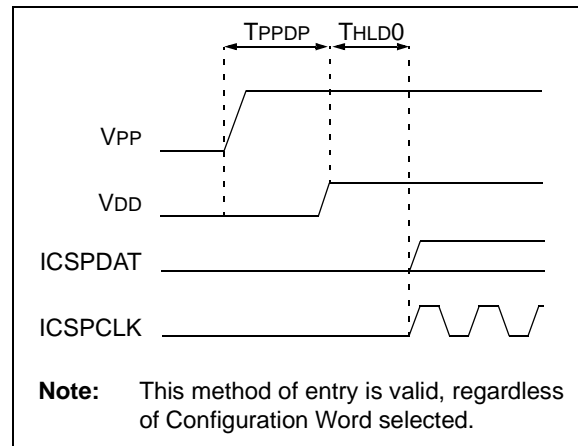 TPPDP THLD0
VPP
VDD
ICSPDAT
ICSPCLK
Note: This method of entry is valid, regardless
of Configuration Word selected.